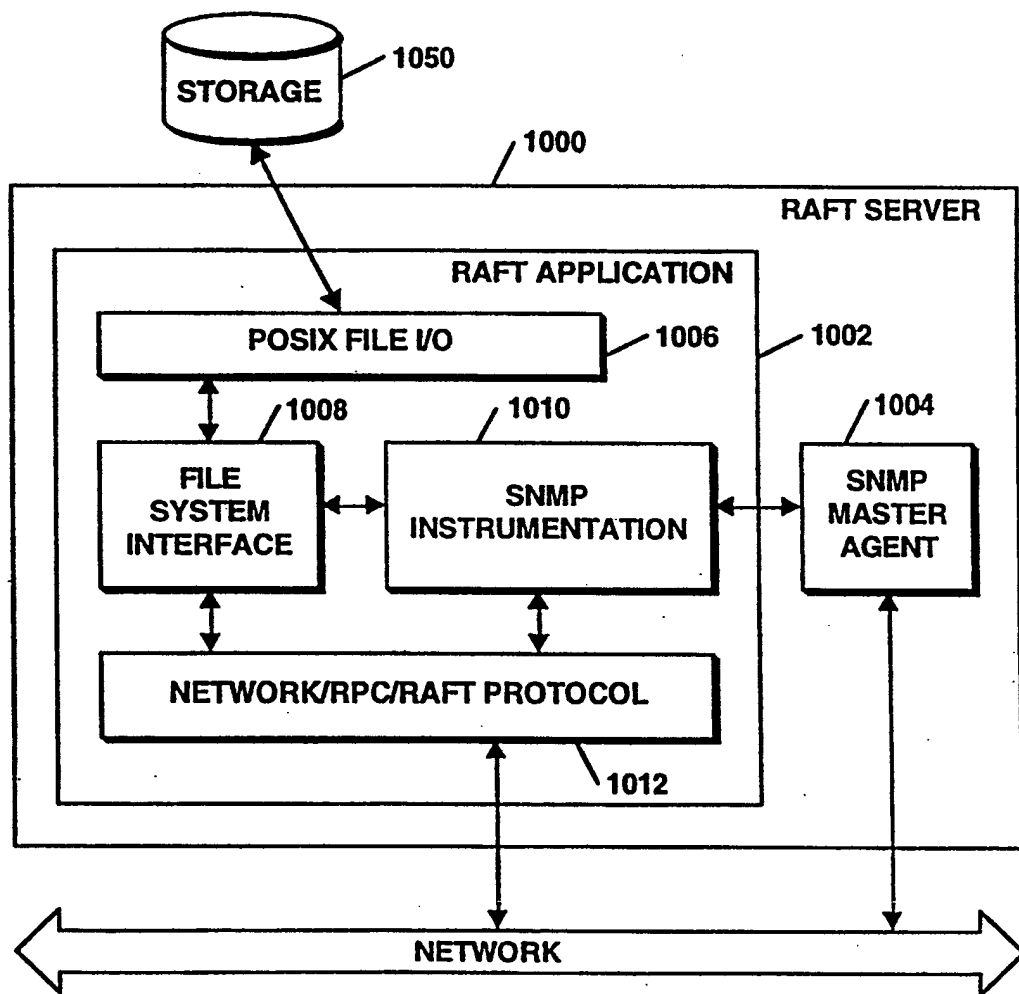 STORAGE
1050
1000
RAFT SERVER
RAFT APPLICATION
POSIX FILE I/O
1006
1002
1008
1010
1004
FILE
SYSTEM
INTERFACE
SNMP
INSTRUMENTATION
SNMP
MASTER
AGENT
NETWORK/RPC/RAFT PROTOCOL
1012
NETWORK